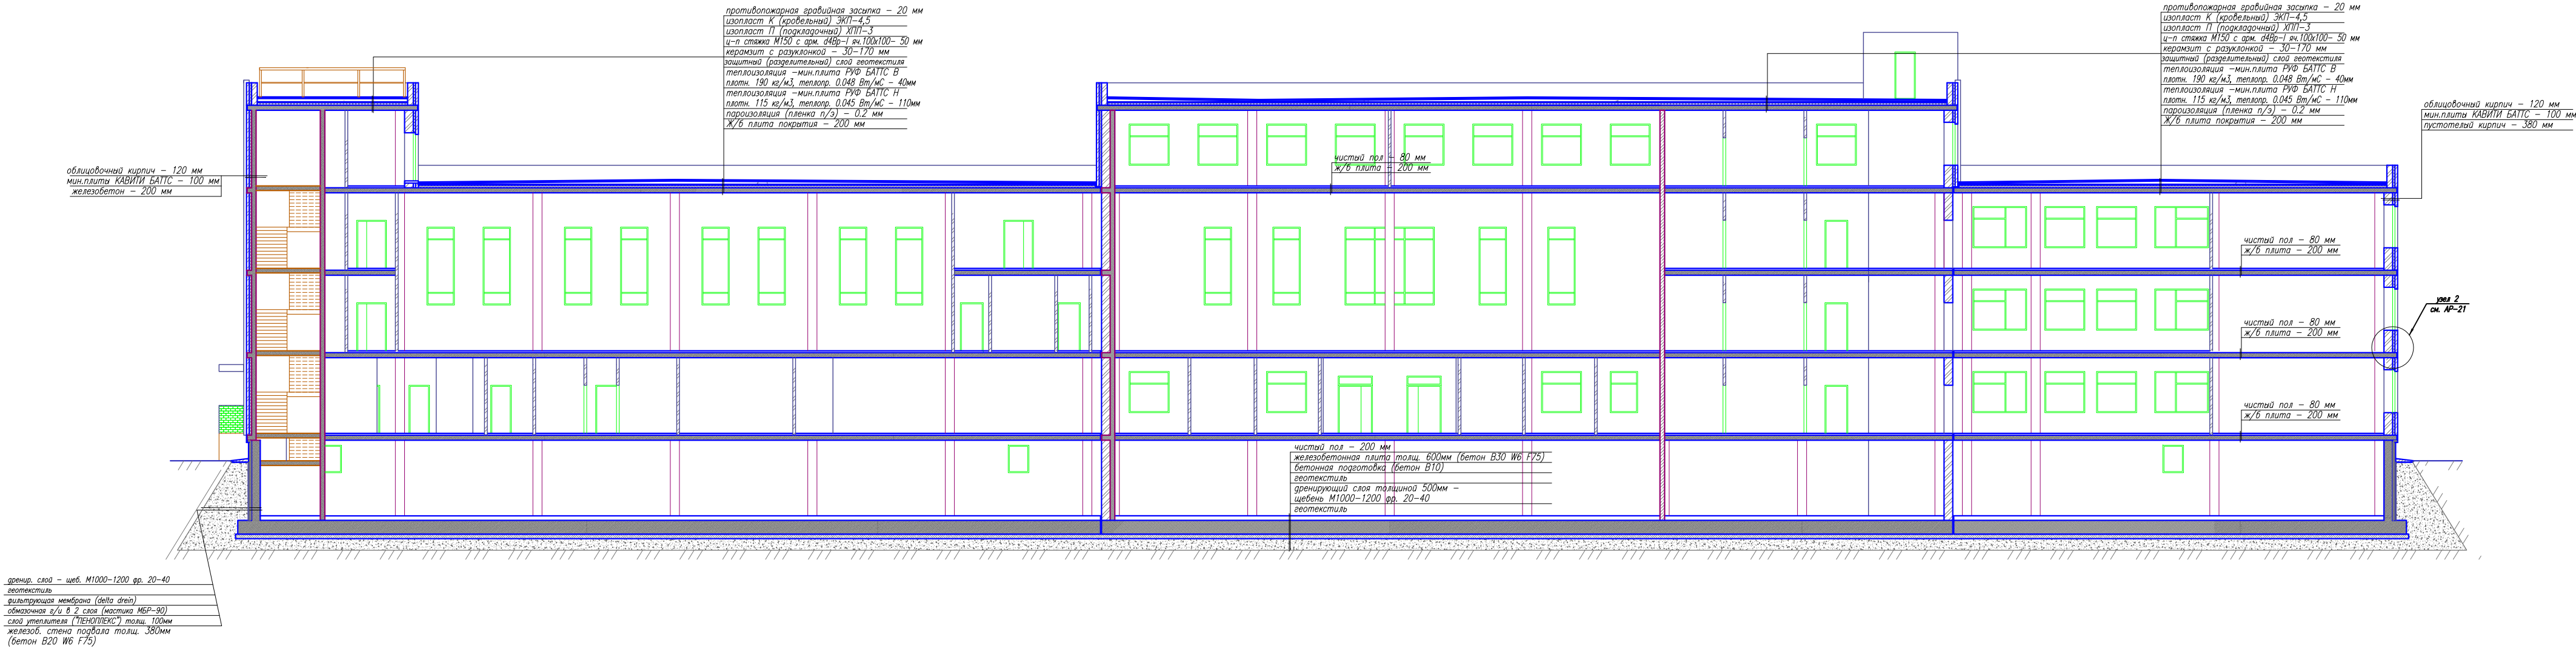 противопожарная гравийная засыпка - 20 мм
изопласт К (кровельный) ЭКП-4,5
изопласт П (подкладочный) ХПП-3
ц-п стяжка М150 с арм. d4Вр-I яч.100х100- 50 мм
керамзит с разуклонкой - 30-170 мм
защитный (разделительный) слой геотекстиля
теплоизоляция -мин.плита РУФ БАТТС В
плотн. 190 кг/м3, теплопр. 0.048 Вт/мС - 40мм
теплоизоляция -мин.плита РУФ БАТТС Н
плотн. 115 кг/м3, теплопр. 0.045 Вт/мС - 110мм
пароизоляция (пленка п/э) - 0.2 мм
Ж/б плита покрытия - 200 мм
противопожарная гравийная засыпка - 20 мм
изопласт К (кровельный) ЭКП-4,5
изопласт П (подкладочный) ХПП-3
ц-п стяжка М150 с арм. d4Вр-I яч.100х100- 50 мм
керамзит с разуклонкой - 30-170 мм
защитный (разделительный) слой геотекстиля
теплоизоляция -мин.плита РУФ БАТТС В
плотн. 190 кг/м3, теплопр. 0.048 Вт/мС - 40мм
теплоизоляция -мин.плита РУФ БАТТС Н
плотн. 115 кг/м3, теплопр. 0.045 Вт/мС - 110мм
пароизоляция (пленка п/э) - 0.2 мм
Ж/б плита покрытия - 200 мм
облицовочный кирпич - 120 мм
мин.плиты КАВИТИ БАТТС - 100 мм
пустотелый кирпич - 380 мм
облицовочный кирпич - 120 мм
мин.плиты КАВИТИ БАТТС - 100 мм
железобетон - 200 мм
чистый пол - 80 мм
ж/б плита - 200 мм
чистый пол - 80 мм
ж/б плита - 200 мм
узел 2
см. АР-21
чистый пол - 80 мм
ж/б плита - 200 мм
чистый пол - 80 мм
ж/б плита - 200 мм
чистый пол - 200 мм
железобетонная плита толщ. 600мм (бетон В30 W6 F75)
бетонная подготовка (бетон В10)
геотекстиль
дренирующий слоя толщиной 500мм -
щебень М1000-1200 фр. 20-40
геотекстиль
дренир. слой - щеб. М1000-1200 фр. 20-40
геотекстиль
фильтрующая мембрана (delta drein)
обмазочная г/и в 2 слоя (мастика МБР-90)
слой утеплителя ("ПЕНОПЛЕКС") толщ. 100мм
железоб. стена подвала толщ. 380мм
(бетон В20 W6 F75)